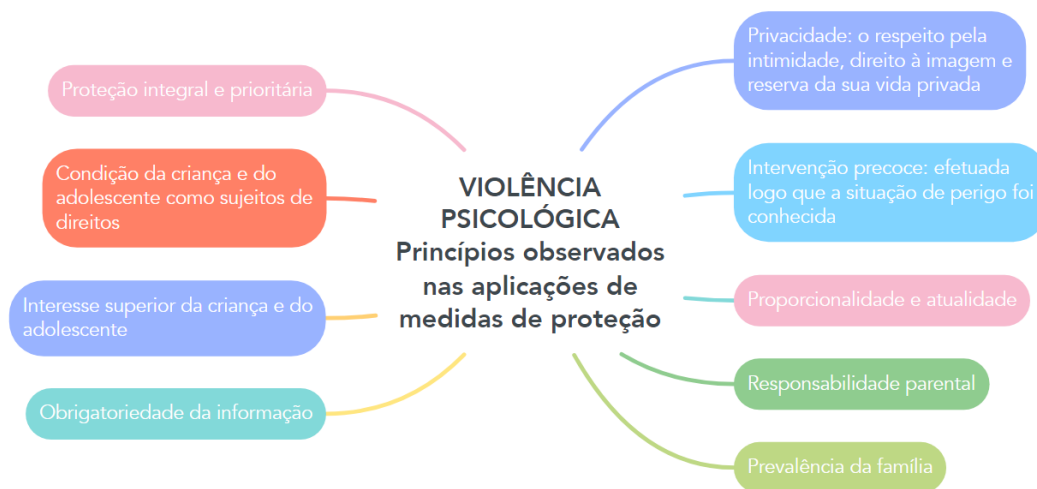 VIOLÊNCIA
PSICOLÓGICA
Princípios observados
nas aplicações de
medidas de proteção
Proteção integral e prioritária
Condição da criança e do
adolescente como sujeitos de
direitos
Interesse superior da criança e do
adolescente
Obrigatoriedade da informação
Privacidade: o respeito pela
intimidade, direito à imagem e
reserva da sua vida privada
Intervenção precoce: efetuada
logo que a situação de perigo foi
conhecida
Proporcionalidade e atualidade
Responsabilidade parental
Prevalência da família